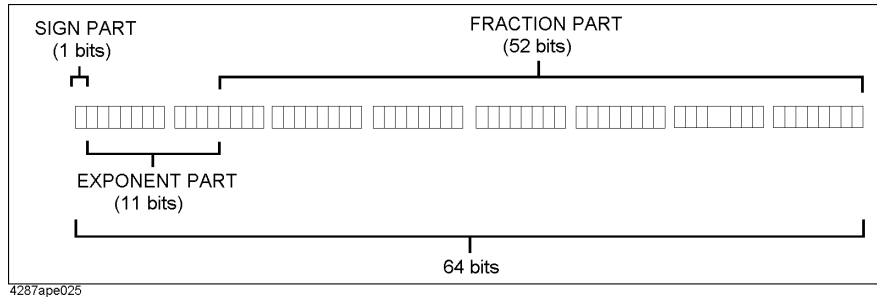 SIGN PART
(1 bits)
FRACTION PART
(52 bits)
EXPONENT PART
(11 bits)
64 bits
4287ape025